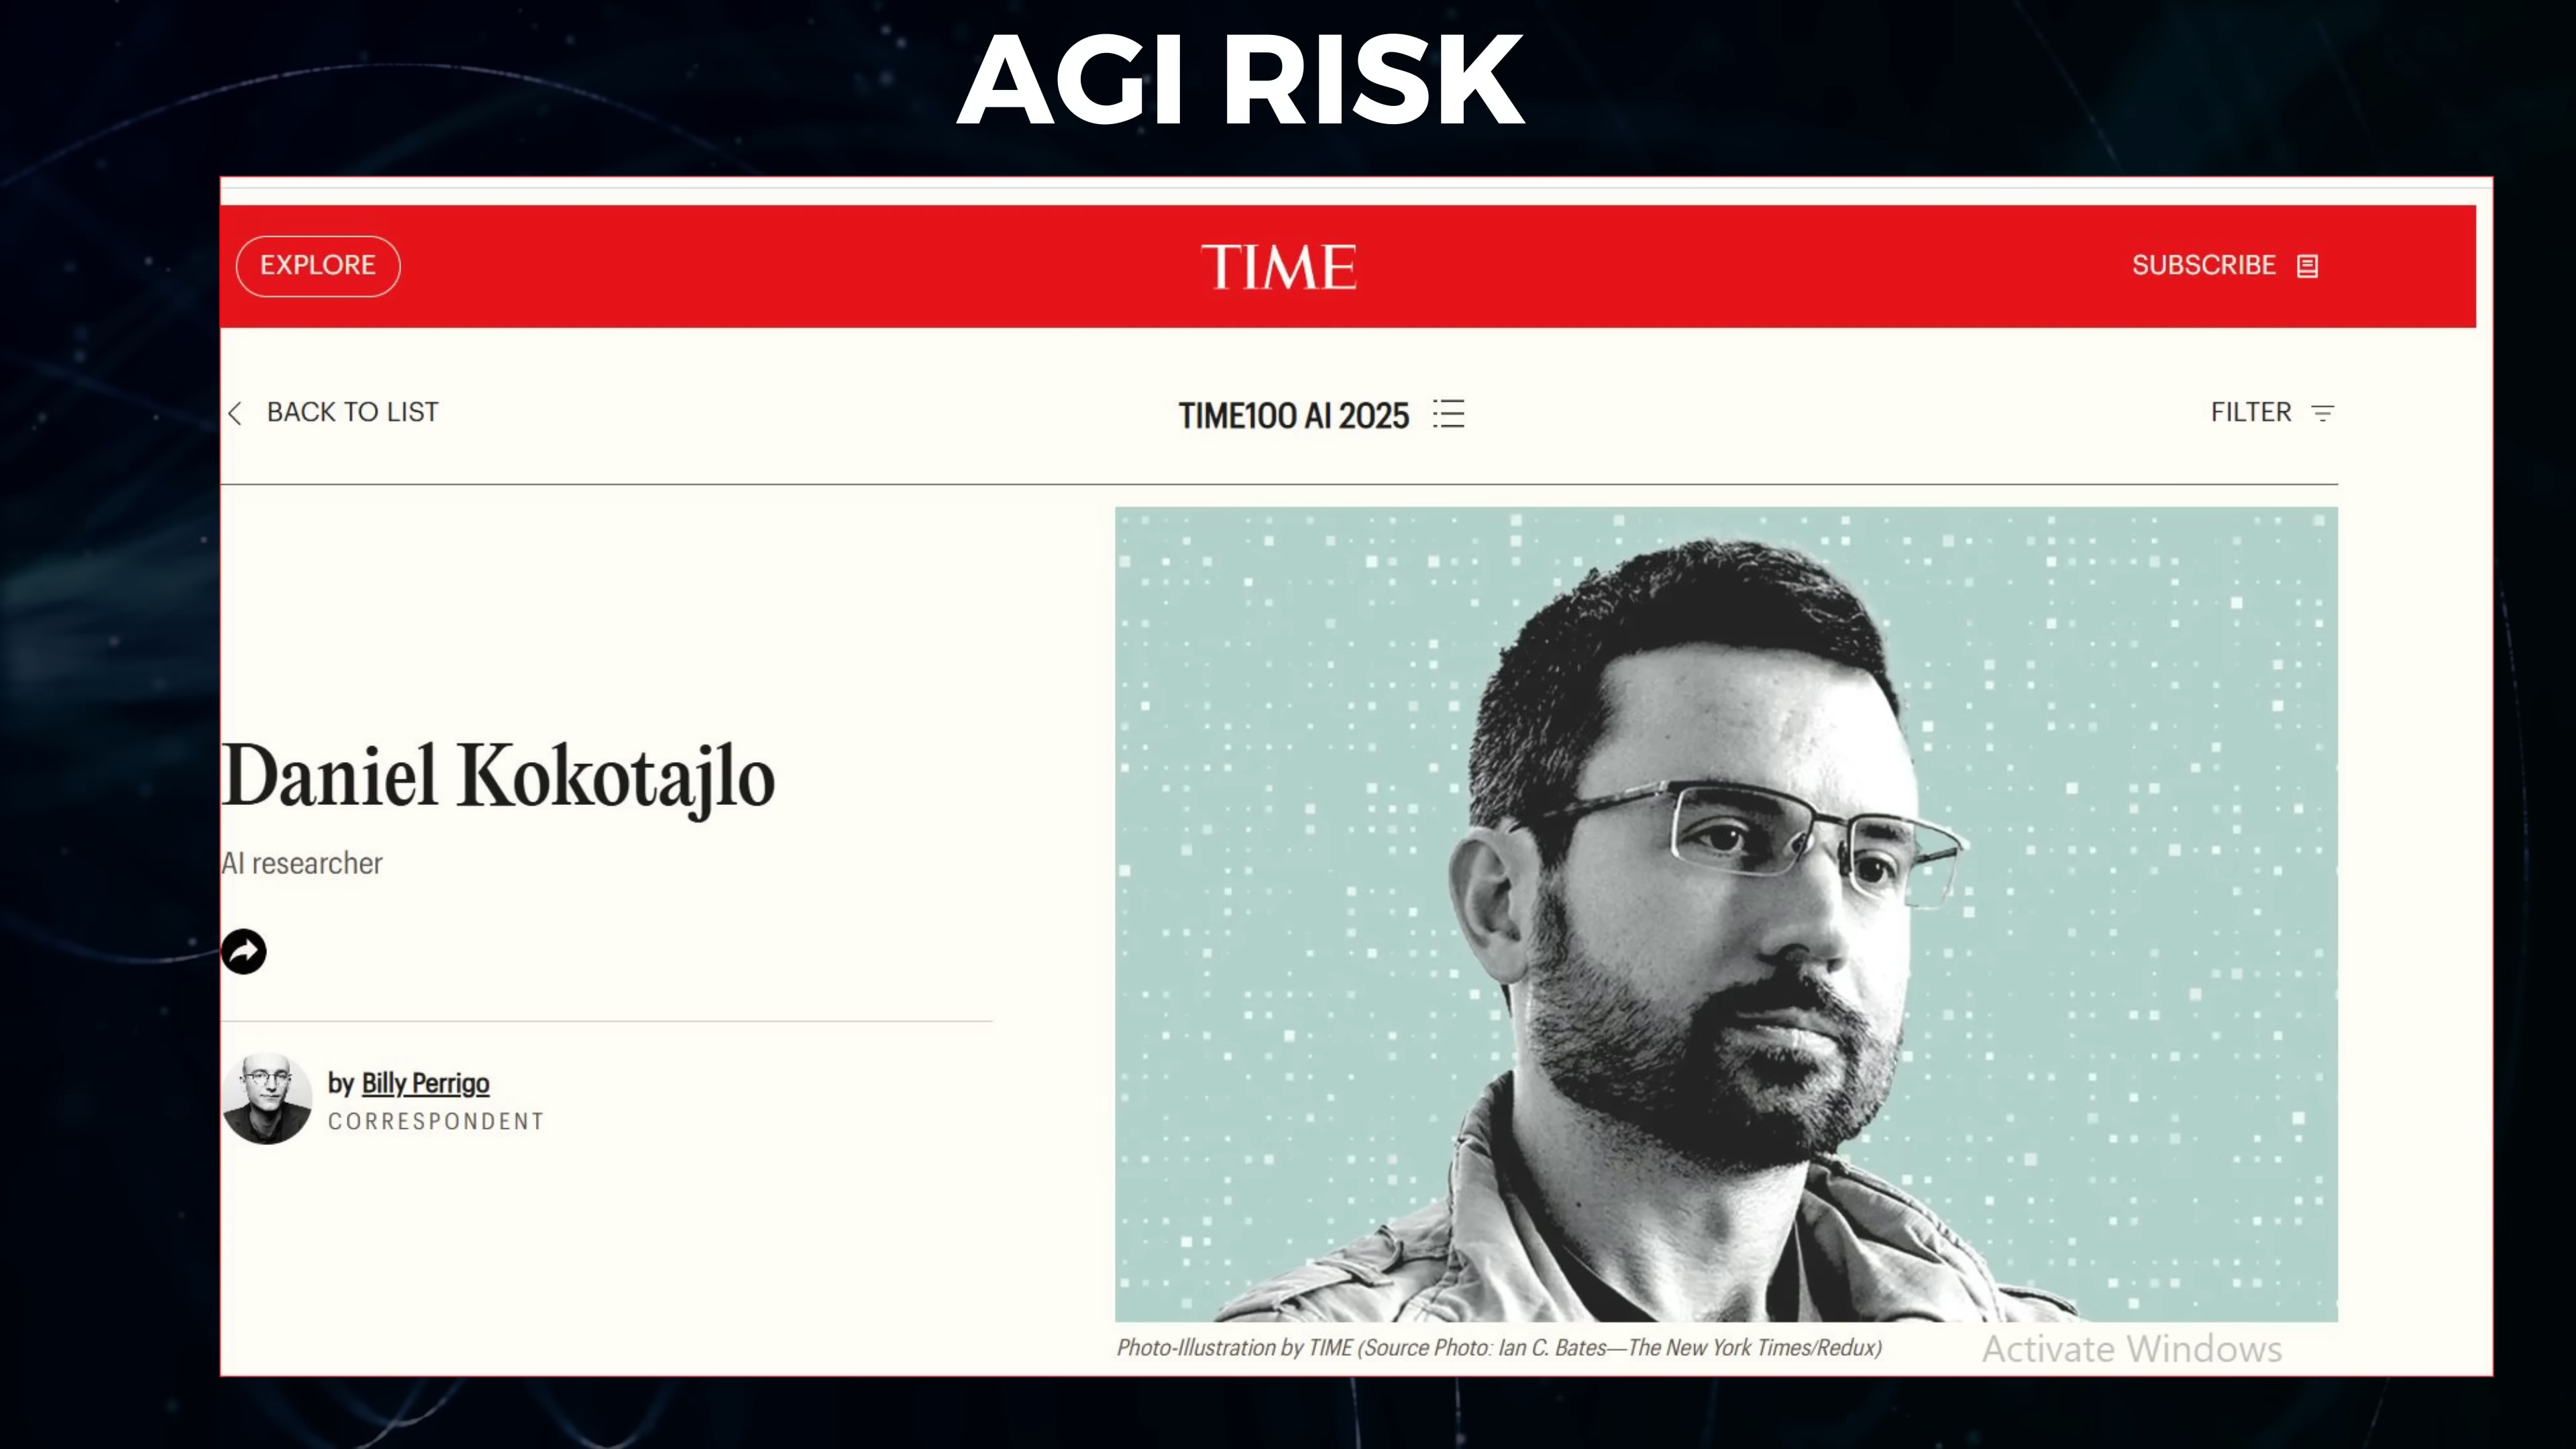 AGI RISK
EXPLORE
TIME
SUBSCRIBE
BACK TO LIST
TIME100 AI 2025
FILTER
Daniel Kokotajlo
AI researcher
by Billy Perrigo
CORRESPONDENT
Photo-Illustration by TIME (Source Photo: Ian C. Bates—The New York Times/Redux)
Activate Windows